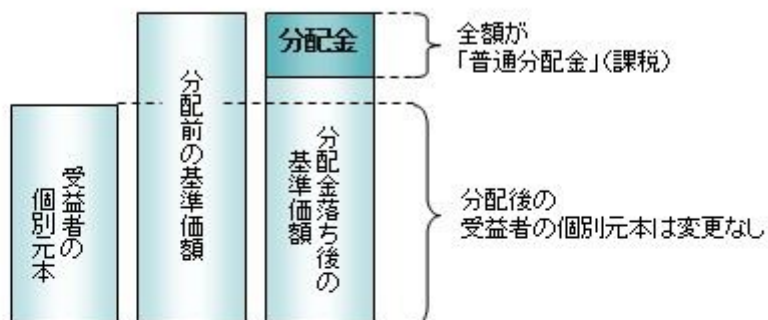 受益者の
個別元本
分配前の基準価額
分配金
分配金落ち後の
基準価額
全額が
「普通分配金」(課税)
分配後の
受益者の個別元本は変更なし